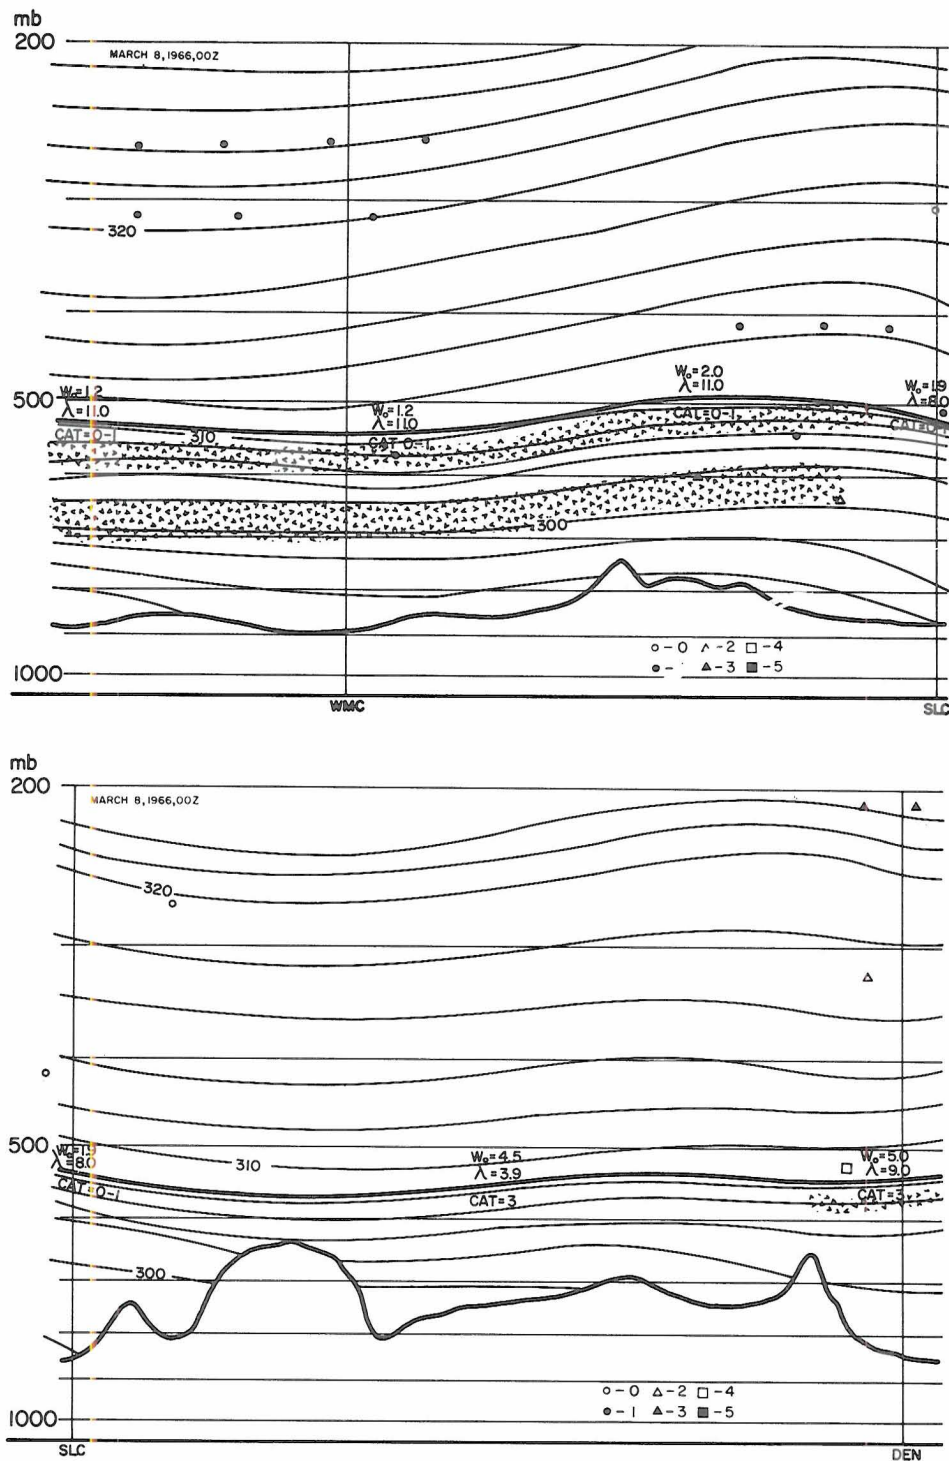 mb
200
MARCH 8, 1966, 00Z
320
500
W₀=1.2
λ=11.0
CAT=0-1
310
W₀=1.2
λ=11.0
CAT 0-1
W₀=2.0
λ=11.0
CAT=0-1
W₀=1.9
λ=8.0
CAT=0-1
300
○-0 △-2 □-4
●- ▲-3 ■-5
1000
WMC
SLC
mb
200
MARCH 8, 1966, 00Z
320
500
W₀=1.9
λ=8.0
CAT=0-1
310
W₀=4.5
λ=3.9
CAT=3
W₀=5.0
λ=9.0
CAT=3
300
○-0 △-2 □-4
●-1 ▲-3 ■-5
1000
SLC
DEN